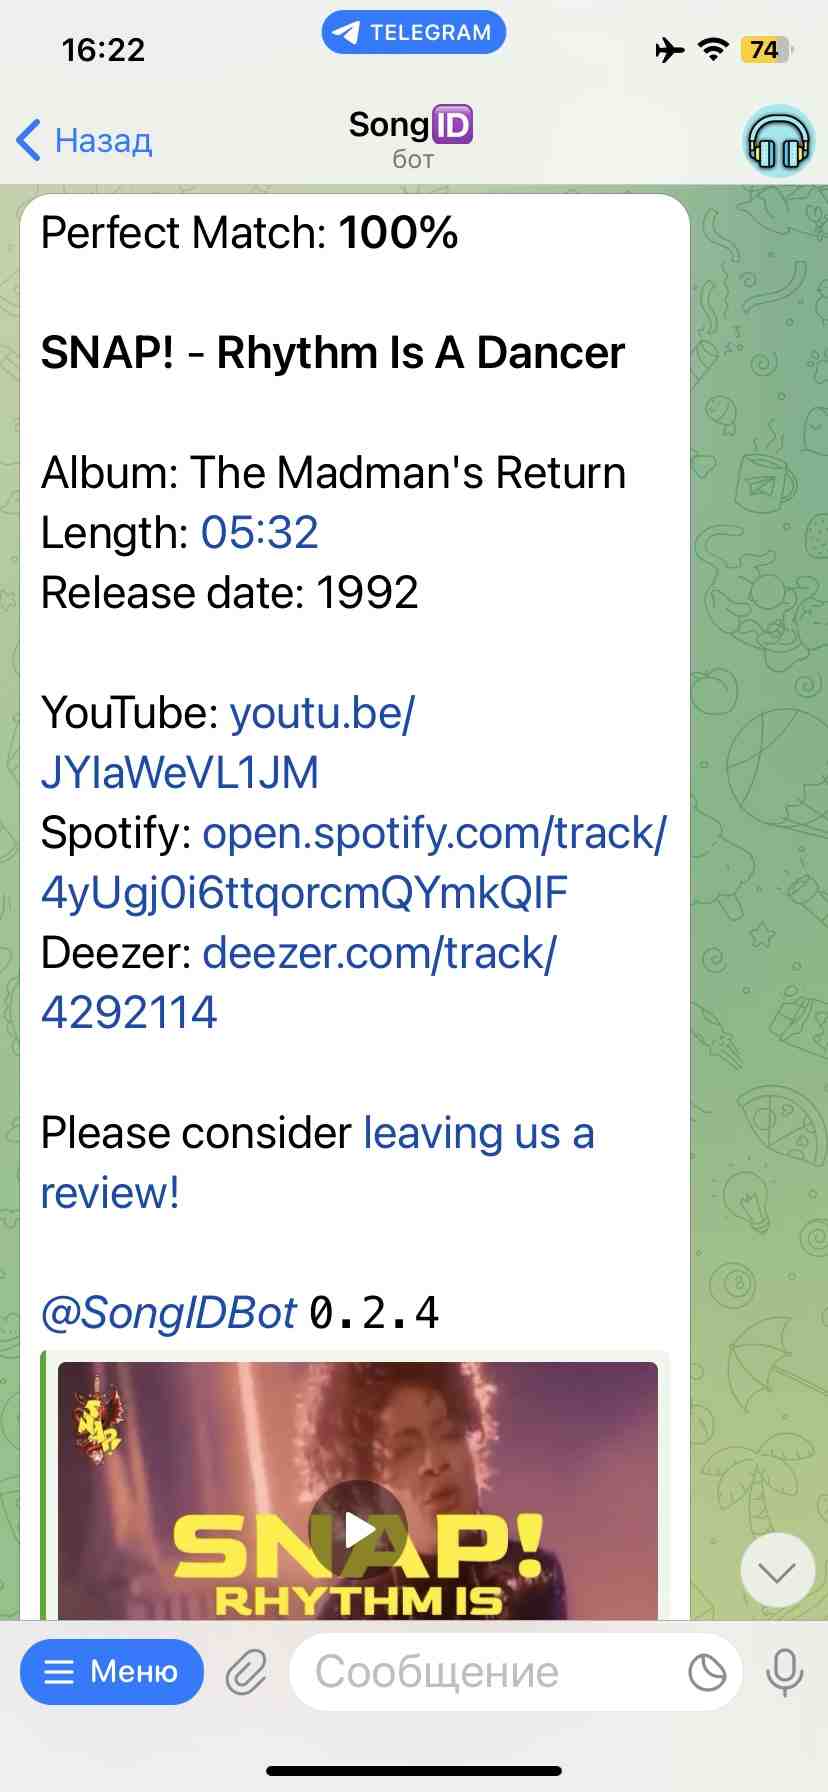 16:22
TELEGRAM
74
Назад
Song🆔
бот
Perfect Match: 100%
SNAP! - Rhythm Is A Dancer
Album: The Madman's Return
Length: 05:32
Release date: 1992
YouTube: youtu.be/
JYIaWeVL1JM
Spotify: open.spotify.com/track/
4yUgj0i6ttqorcmQYmkQIF
Deezer: deezer.com/track/
4292114
Please consider leaving us a
review!
@SongIDBot 0.2.4
SNAP
SNAP!
RHYTHM IS
Меню
Сообщение